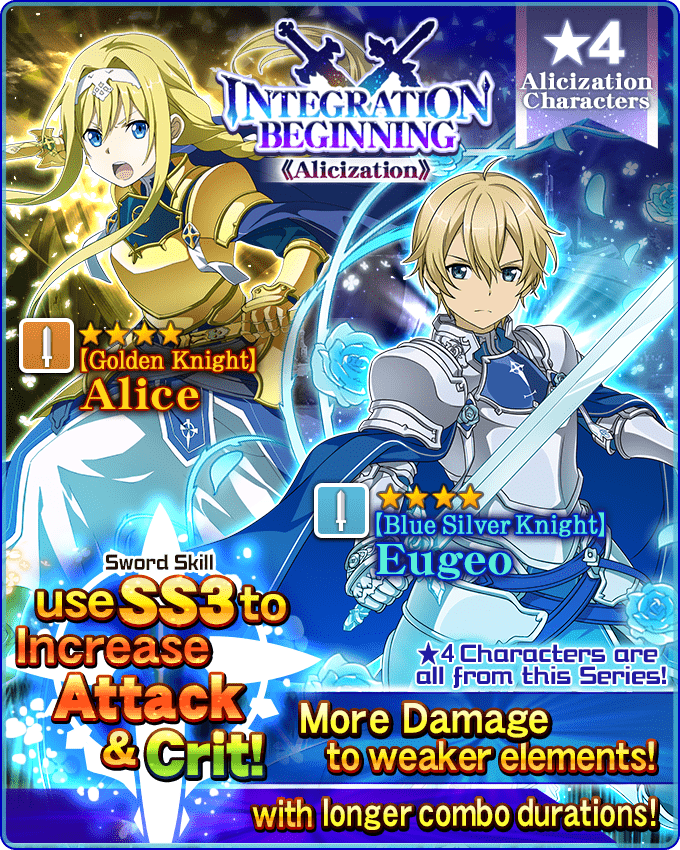 INTEGRATION
BEGINNING
《Alicization》
★4
Alicization
Characters
★★★★
【Golden Knight】
Alice
★★★★
【Blue Silver Knight】
Eugeo
Sword Skill
use SS3 to
Increase
Attack
& Crit!
★4 Characters are
all from this Series!
More Damage
to weaker elements!
with longer combo durations!